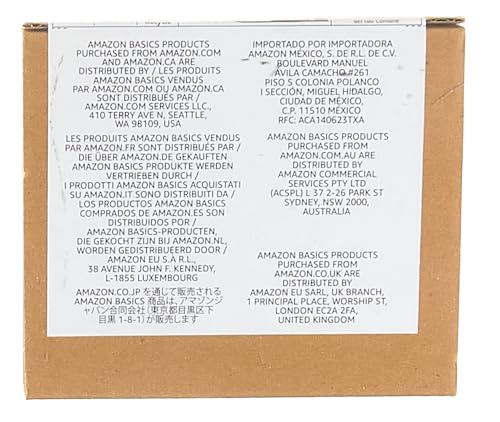 AMAZON BASICS PRODUCTS
PURCHASED FROM AMAZON.COM
AND AMAZON.CA ARE
DISTRIBUTED BY / LES PRODUITS
AMAZON BASICS VENDUS
PAR AMAZON.COM OU AMAZON.CA
SONT DISTRIBUÉS PAR /
AMAZON.COM SERVICES LLC.,
410 TERRY AVE N, SEATTLE,
WA 98109, USA
LES PRODUITS AMAZON BASICS VENDUS
PAR AMAZON.FR SONT DISTRIBUÉS PAR /
DIE ÜBER AMAZON.DE GEKAUFTEN
AMAZON BASICS PRODUKTE WERDEN
VERTRIEBEN DURCH /
I PRODOTTI AMAZON BASICS ACQUISTATI
SU AMAZON.IT SONO DISTRIBUITI DA /
LOS PRODUCTOS AMAZON BASICS
COMPRADOS DE AMAZON.ES SON
DISTRIBUIDOS POR /
AMAZON BASICS-PRODUCTEN,
DIE GEKOCHT ZIJN BIJ AMAZON.NL,
WORDEN GEDISTRIBUEERD DOOR /
AMAZON EU S.À R.L.,
38 AVENUE JOHN F. KENNEDY,
L-1855 LUXEMBOURG
AMAZON.CO.JP を通じて販売される
AMAZON BASICS 商品は、アマゾンジ
ャパン合同会社（東京都目黒区下
目黒 1-8-1）が販売します
IMPORTADO POR IMPORTADORA
AMAZON MÉXICO, S. DE R.L. DE C.V.
BOULEVARD MANUEL
ÁVILA CAMACHO #261
PISO 5 COLONIA POLANCO
I SECCIÓN, MIGUEL HIDALGO,
CIUDAD DE MÉXICO,
C.P. 11510 MÉXICO
RFC: ACA140623TXA
AMAZON BASICS PRODUCTS
PURCHASED FROM
AMAZON.COM.AU ARE
DISTRIBUTED BY
AMAZON COMMERCIAL
SERVICES PTY LTD
(ACSPL) L 37 2-26 PARK ST
SYDNEY, NSW 2000,
AUSTRALIA
AMAZON BASICS PRODUCTS
PURCHASED FROM
AMAZON.CO.UK ARE
DISTRIBUTED BY
AMAZON EU SARL, UK BRANCH,
1 PRINCIPAL PLACE, WORSHIP ST,
LONDON EC2A 2FA,
UNITED KINGDOM